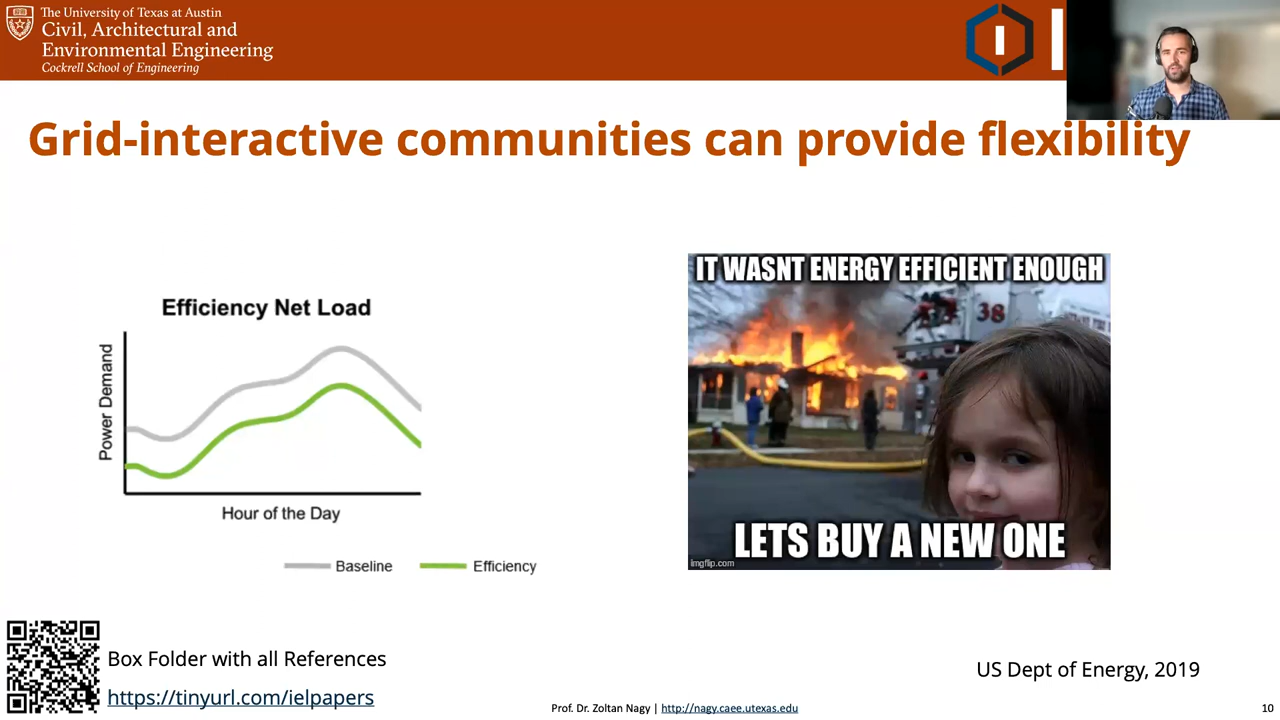 The University of Texas at Austin
Civil, Architectural and
Environmental Engineering
Cockrell School of Engineering
Grid-interactive communities can provide flexibility
Efficiency Net Load
Power Demand
Hour of the Day
Baseline
Efficiency
IT WASNT ENERGY EFFICIENT ENOUGH
38
LETS BUY A NEW ONE
imgflip.com
Box Folder with all References
https://tinyurl.com/ielpapers
US Dept of Energy, 2019
Prof. Dr. Zoltan Nagy | http://nagy.caee.utexas.edu
10